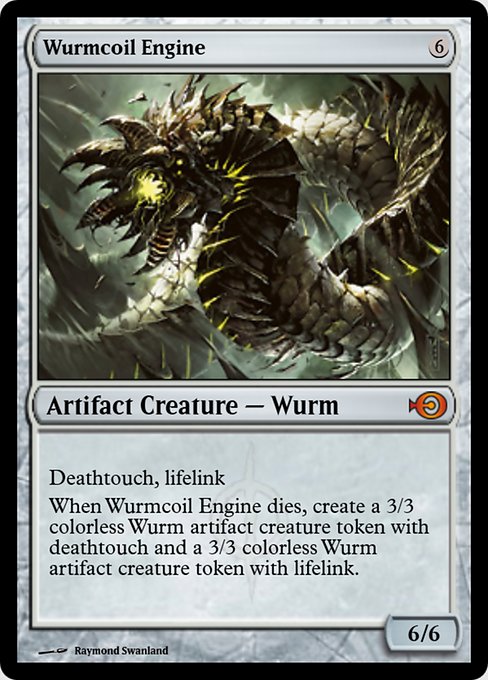 Wurmcoil Engine 6
Artifact Creature — Wurm
Deathtouch, lifelink
When Wurmcoil Engine dies, create a 3/3
colorless Wurm artifact creature token with
deathtouch and a 3/3 colorless Wurm
artifact creature token with lifelink.
6/6
Raymond Swanland